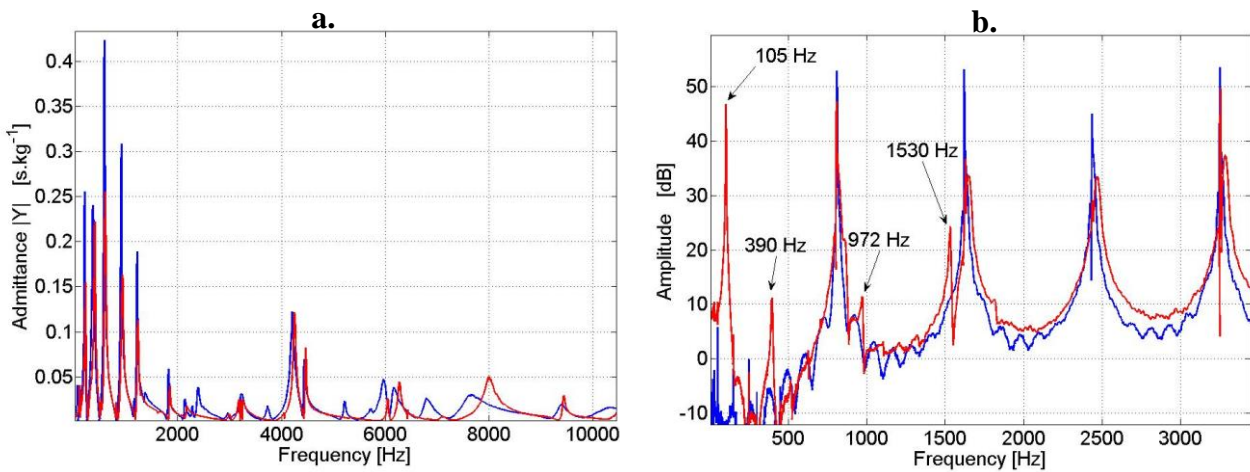 a.
Admittance |Y| [s.kg⁻¹]
0.4
0.35
0.3
0.25
0.2
0.15
0.1
0.05
2000
4000
6000
8000
10000
Frequency [Hz]
b.
Amplitude [dB]
50
40
30
20
10
0
-10
105 Hz
390 Hz
972 Hz
1530 Hz
500
1000
1500
2000
2500
3000
Frequency [Hz]